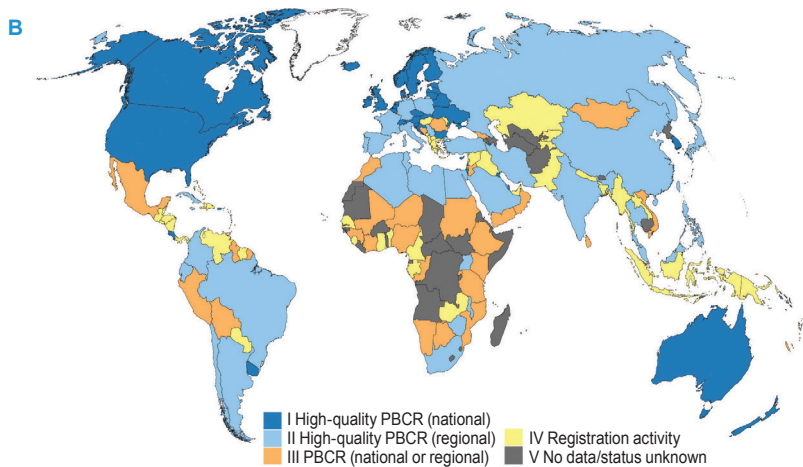 B
I High-quality PBCR (national)
II High-quality PBCR (regional)
III PBCR (national or regional)
IV Registration activity
V No data/status unknown